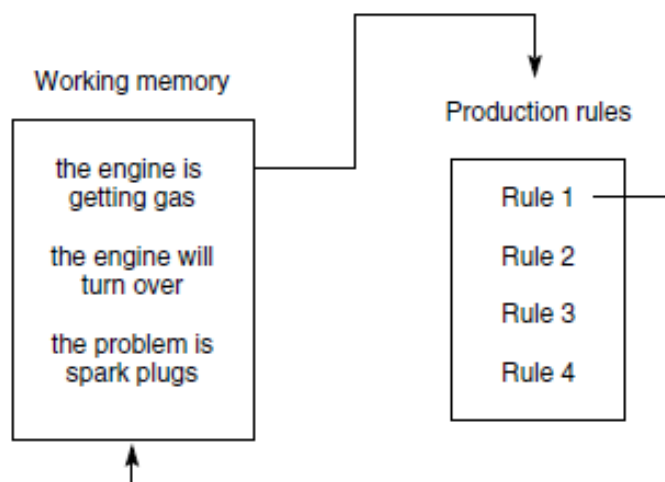 Working memory
the engine is
getting gas
the engine will
turn over
the problem is
spark plugs
Production rules
Rule 1
Rule 2
Rule 3
Rule 4